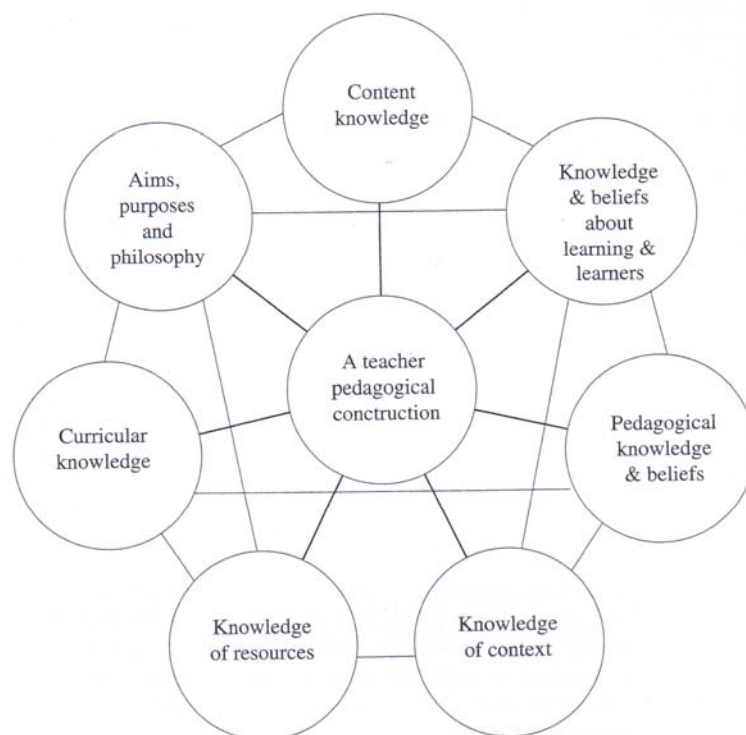 Content
knowledge
Aims,
purposes
and
philosophy
Knowledge
& beliefs
about
learning &
learners
A teacher
pedagogical
conctruction
Curricular
knowledge
Pedagogical
knowledge
& beliefs
Knowledge
of resources
Knowledge
of context